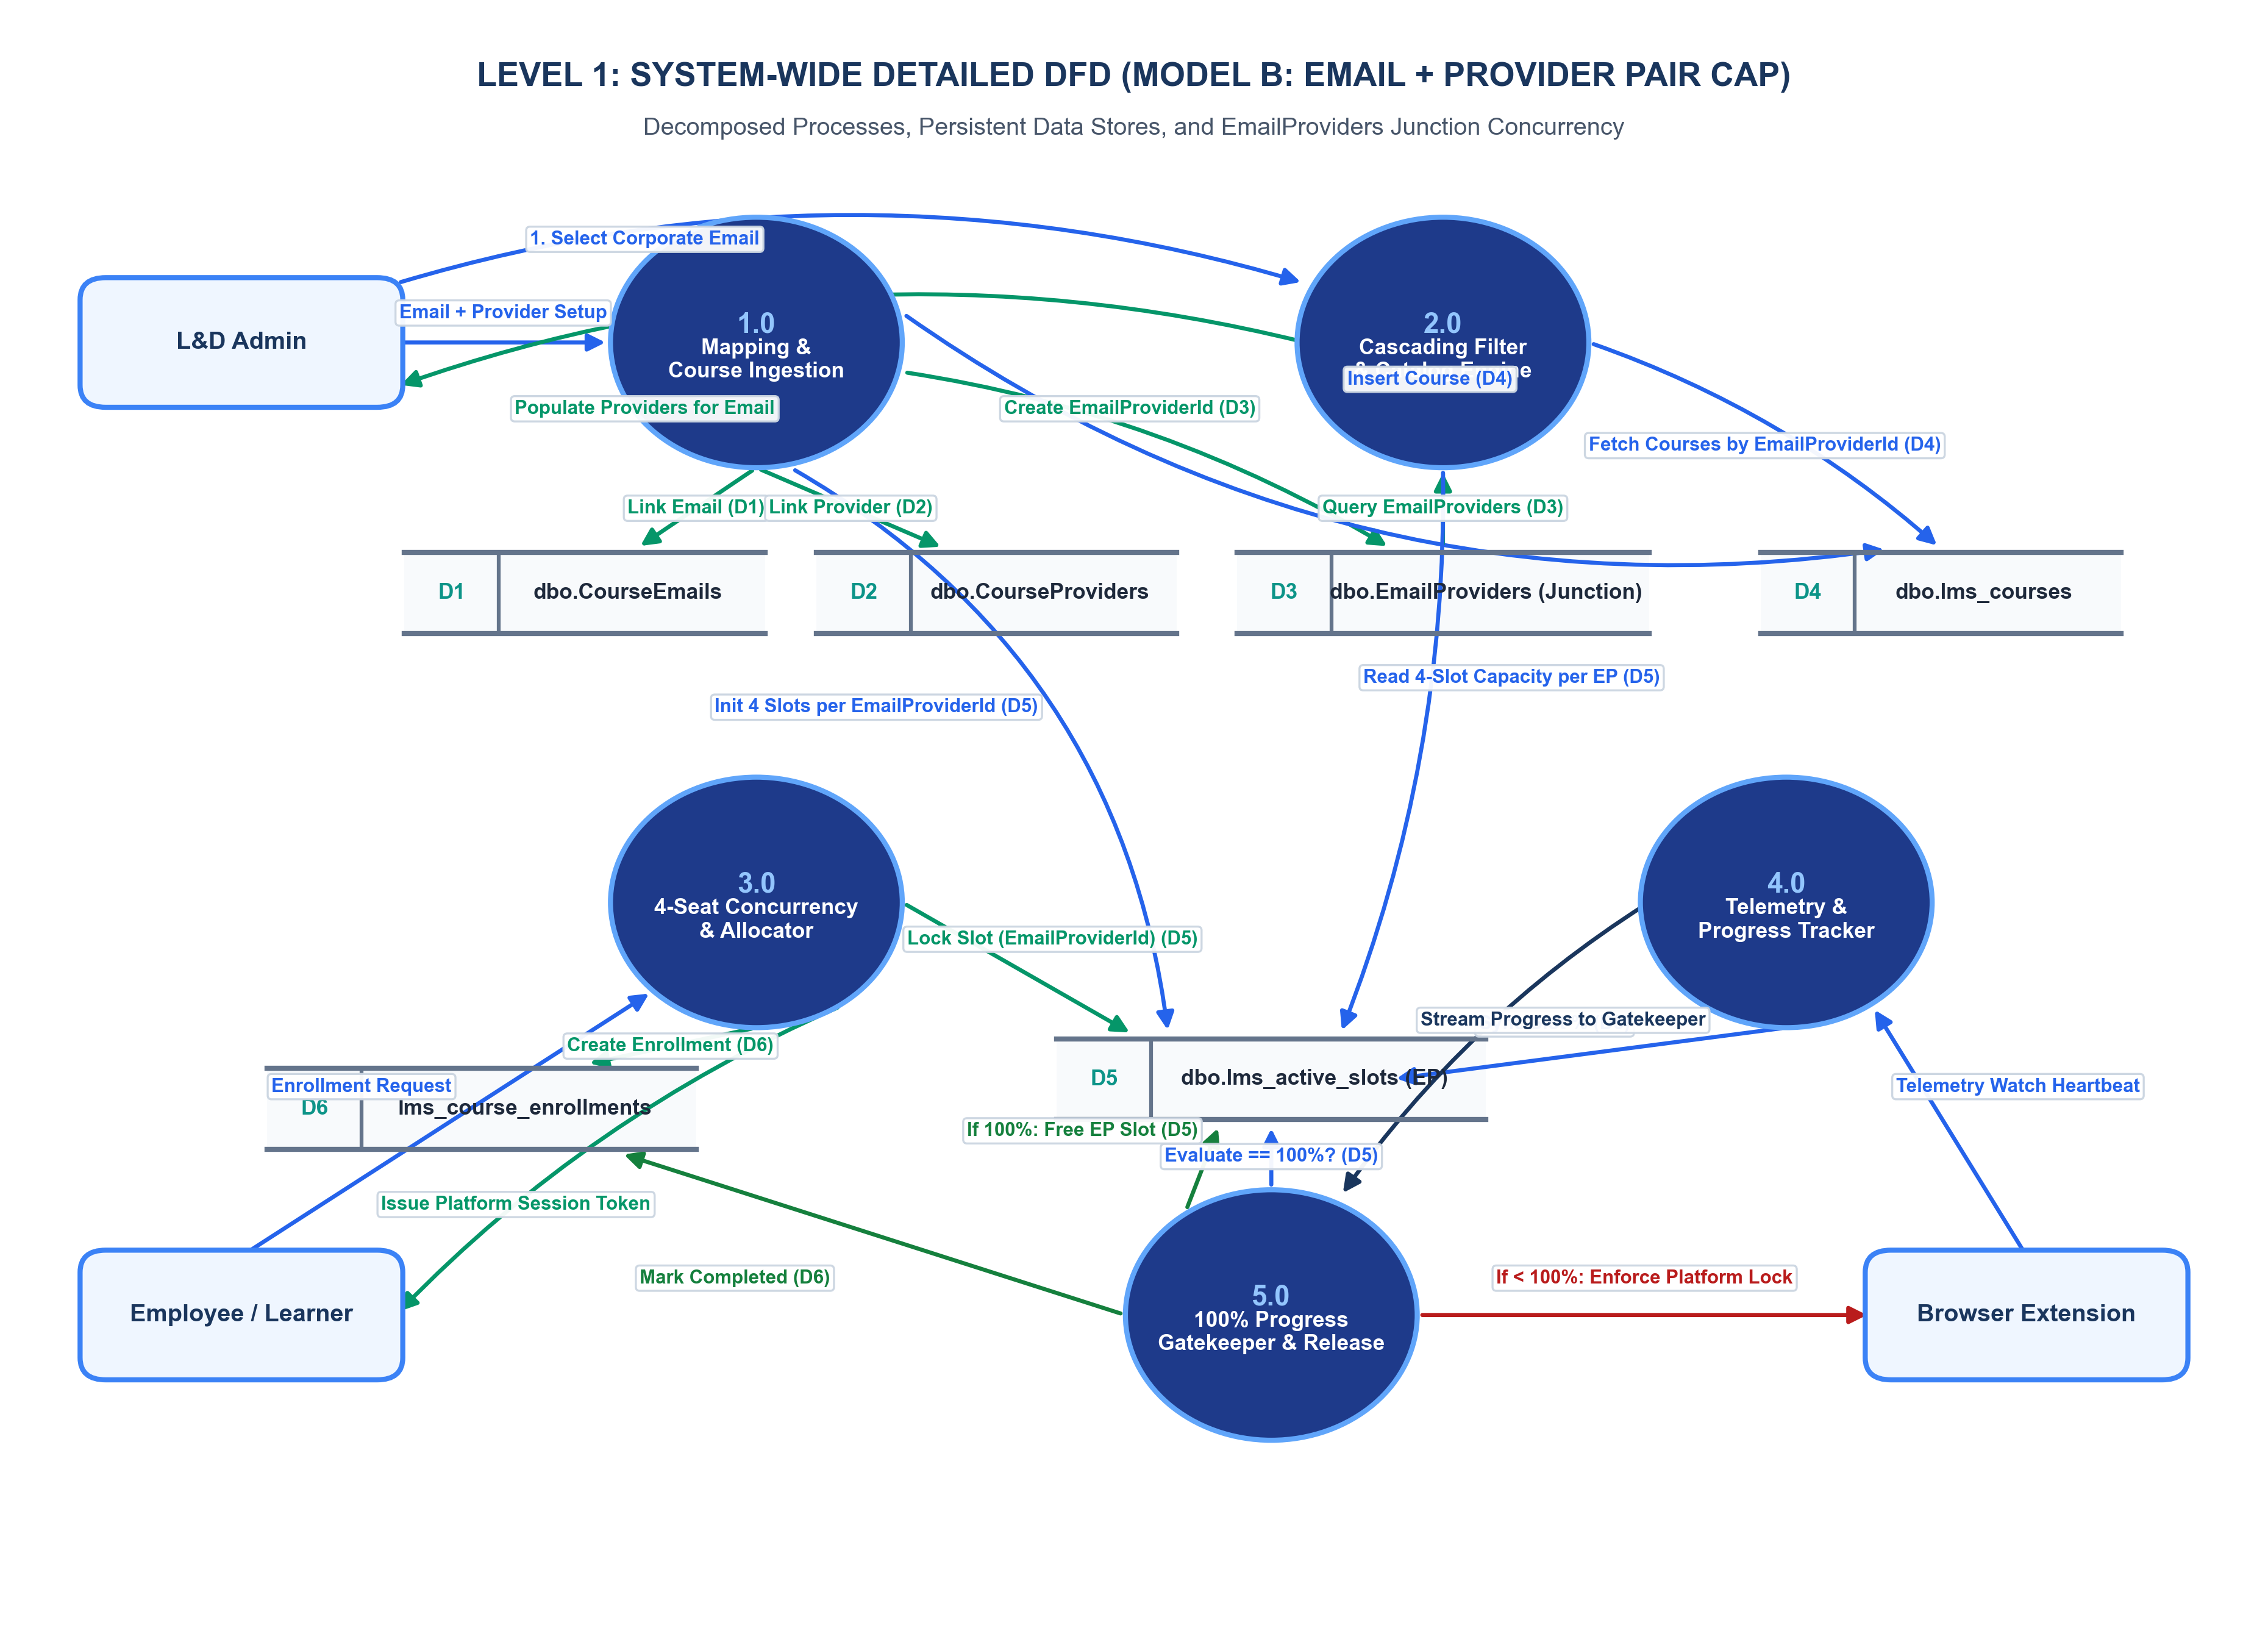 LEVEL 1: SYSTEM-WIDE DETAILED DFD (MODEL B: EMAIL + PROVIDER PAIR CAP)
Decomposed Processes, Persistent Data Stores, and EmailProviders Junction Concurrency
1. Select Corporate Email
Email + Provider Setup
L&D Admin
1.0
Mapping &
Course Ingestion
2.0
Cascading Filter
Insert Course (D4)
Populate Providers for Email
Create EmailProviderId (D3)
Fetch Courses by EmailProviderId (D4)
Link Email (D1)
Link Provider (D2)
Query EmailProviders (D3)
D1
dbo.CourseEmails
D2
dbo.CourseProviders
D3
dbo.EmailProviders (Junction)
D4
dbo.lms_courses
Read 4-Slot Capacity per EP (D5)
Init 4 Slots per EmailProviderId (D5)
3.0
4-Seat Concurrency
& Allocator
4.0
Telemetry &
Progress Tracker
Lock Slot (EmailProviderId) (D5)
Stream Progress to Gatekeeper
Create Enrollment (D6)
D5
dbo.lms_active_slots (EP)
Enrollment Request
Telemetry Watch Heartbeat
D6
lms_course_enrollments
If 100%: Free EP Slot (D5)
Evaluate == 100%? (D5)
Issue Platform Session Token
Mark Completed (D6)
If < 100%: Enforce Platform Lock
Employee / Learner
5.0
100% Progress
Gatekeeper & Release
Browser Extension